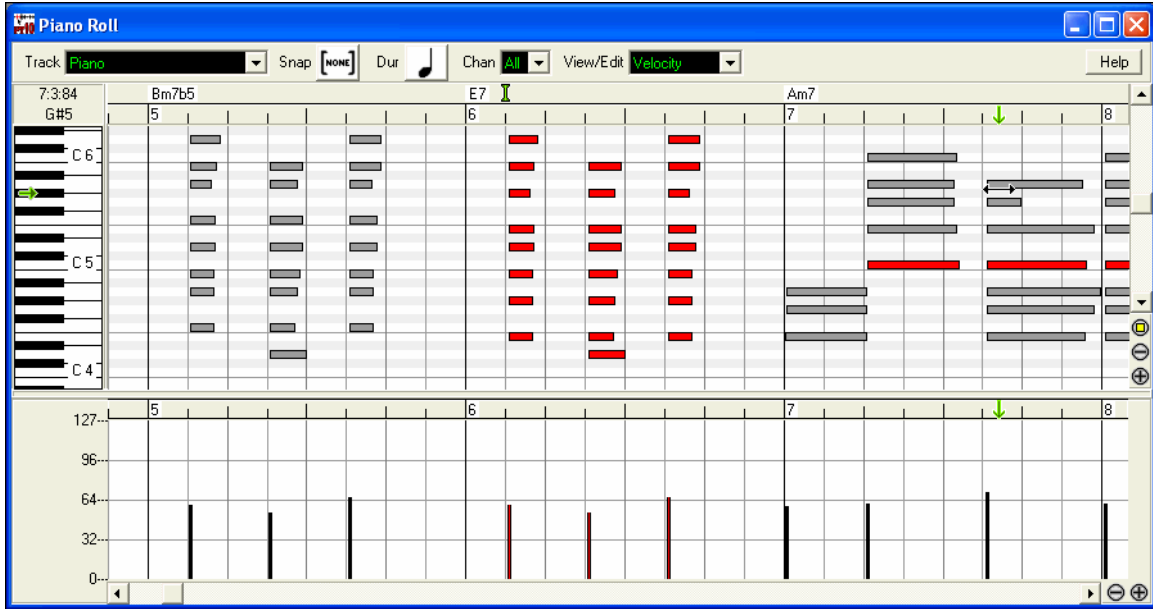 Piano Roll
Track Piano Snap NONE Dur Chan All View/Edit Velocity Help
7:3:84 Bm7b5 E7 Am7
G#5 5 6 7 8
C 6
C 5
C 4
5 6 7 8
127
96
64
32
0